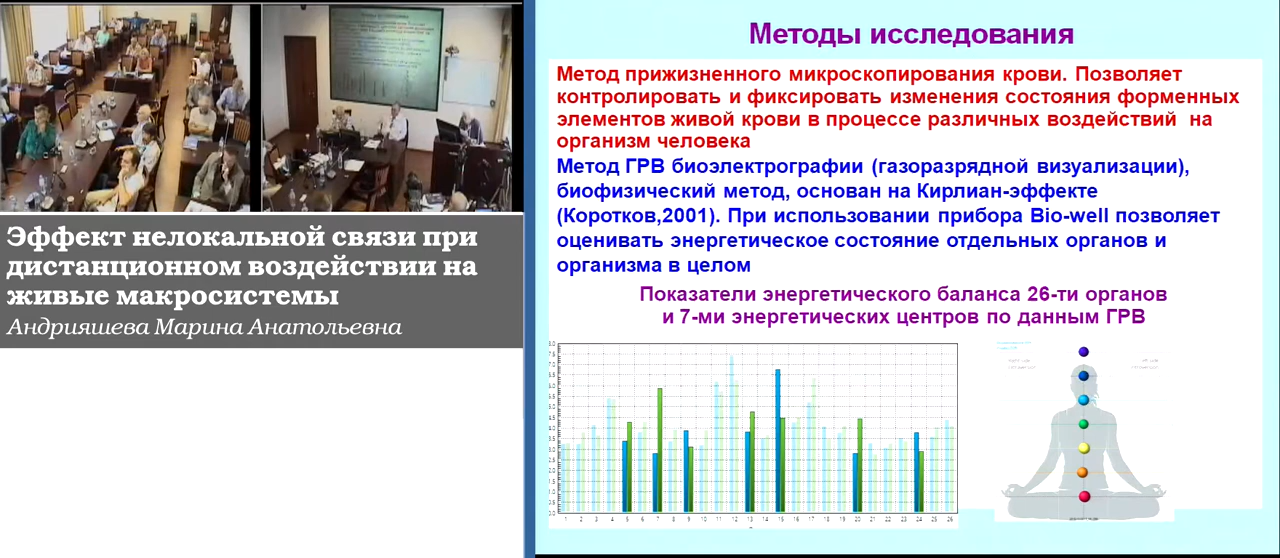 Эффект нелокальной связи при
дистанционном воздействии на
живые макросистемы
Андрияшева Марина Анатольевна
Методы исследования
Метод прижизненного микроскопирования крови. Позволяет
контролировать и фиксировать изменения состояния форменных
элементов живой крови в процессе различных воздействий на
организм человека
Метод ГРВ биоэлектрографии (газоразрядной визуализации),
биофизический метод, основан на Кирлиан-эффекте
(Коротков,2001). При использовании прибора Bio-well позволяет
оценивать энергетическое состояние отдельных органов и
организма в целом
Показатели энергетического баланса 26-ти органов
и 7-ми энергетических центров по данным ГРВ
1 2 3 4 5 6 7 8 9 10 11 12 13 14 15 16 17 18 19 20 21 22 23 24 25 26